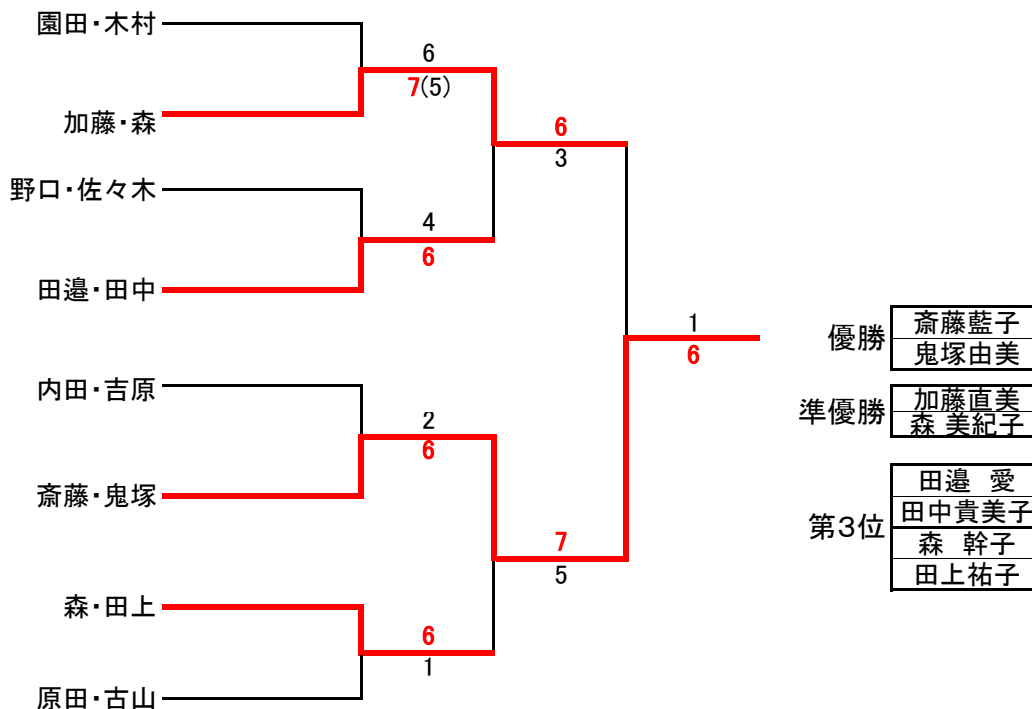 園田・木村
6
7(5)
加藤・森
6
3
野口・佐々木
4
6
田邉・田中
1
6
優勝
斎藤藍子
鬼塚由美
内田・吉原
準優勝
加藤直美
森 美紀子
2
6
斎藤・鬼塚
第3位
田邉 愛
田中貴美子
森 幹子
田上祐子
7
5
森・田上
6
1
原田・古山